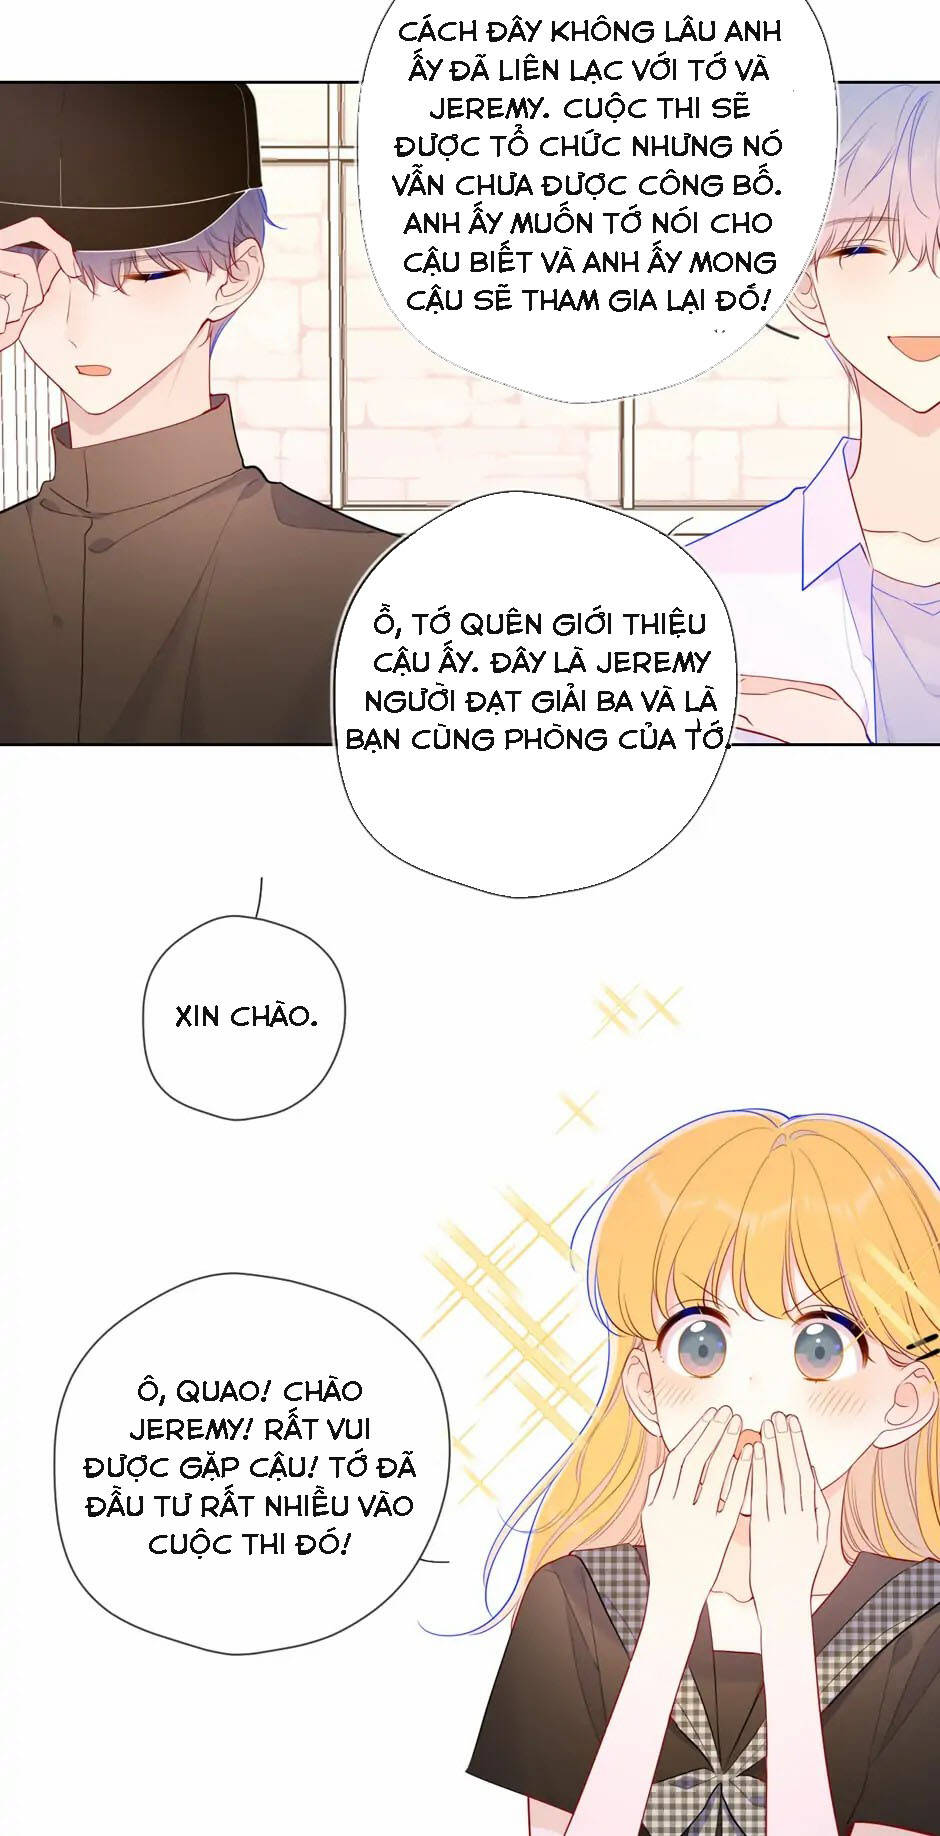 CÁCH ĐÂY KHÔNG LÂU ANH
ẤY ĐÃ LIÊN LẠC VỚI TỚ VÀ
JEREMY. CUỘC THI SẼ
ĐƯỢC TỔ CHỨC NHƯNG NÓ
VẪN CHƯA ĐƯỢC CÔNG BỐ.
ANH ẤY MUỐN TỚ NÓI CHO
CẬU BIẾT VÀ ANH ẤY MONG
CẬU SẼ THAM GIA LẠI ĐÓ!
Ồ, TỚ QUÊN GIỚI THIỆU
CẬU ẤY. ĐÂY LÀ JEREMY
NGƯỜI ĐẠT GIẢI BA VÀ LÀ
BẠN CÙNG PHÒNG CỦA TỚ.
XIN CHÀO.
Ô, QUAO! CHÀO
JEREMY! RẤT VUI
ĐƯỢC GẶP CẬU! TỚ ĐÃ
ĐẦU TƯ RẤT NHIỀU VÀO
CUỘC THI ĐÓ!